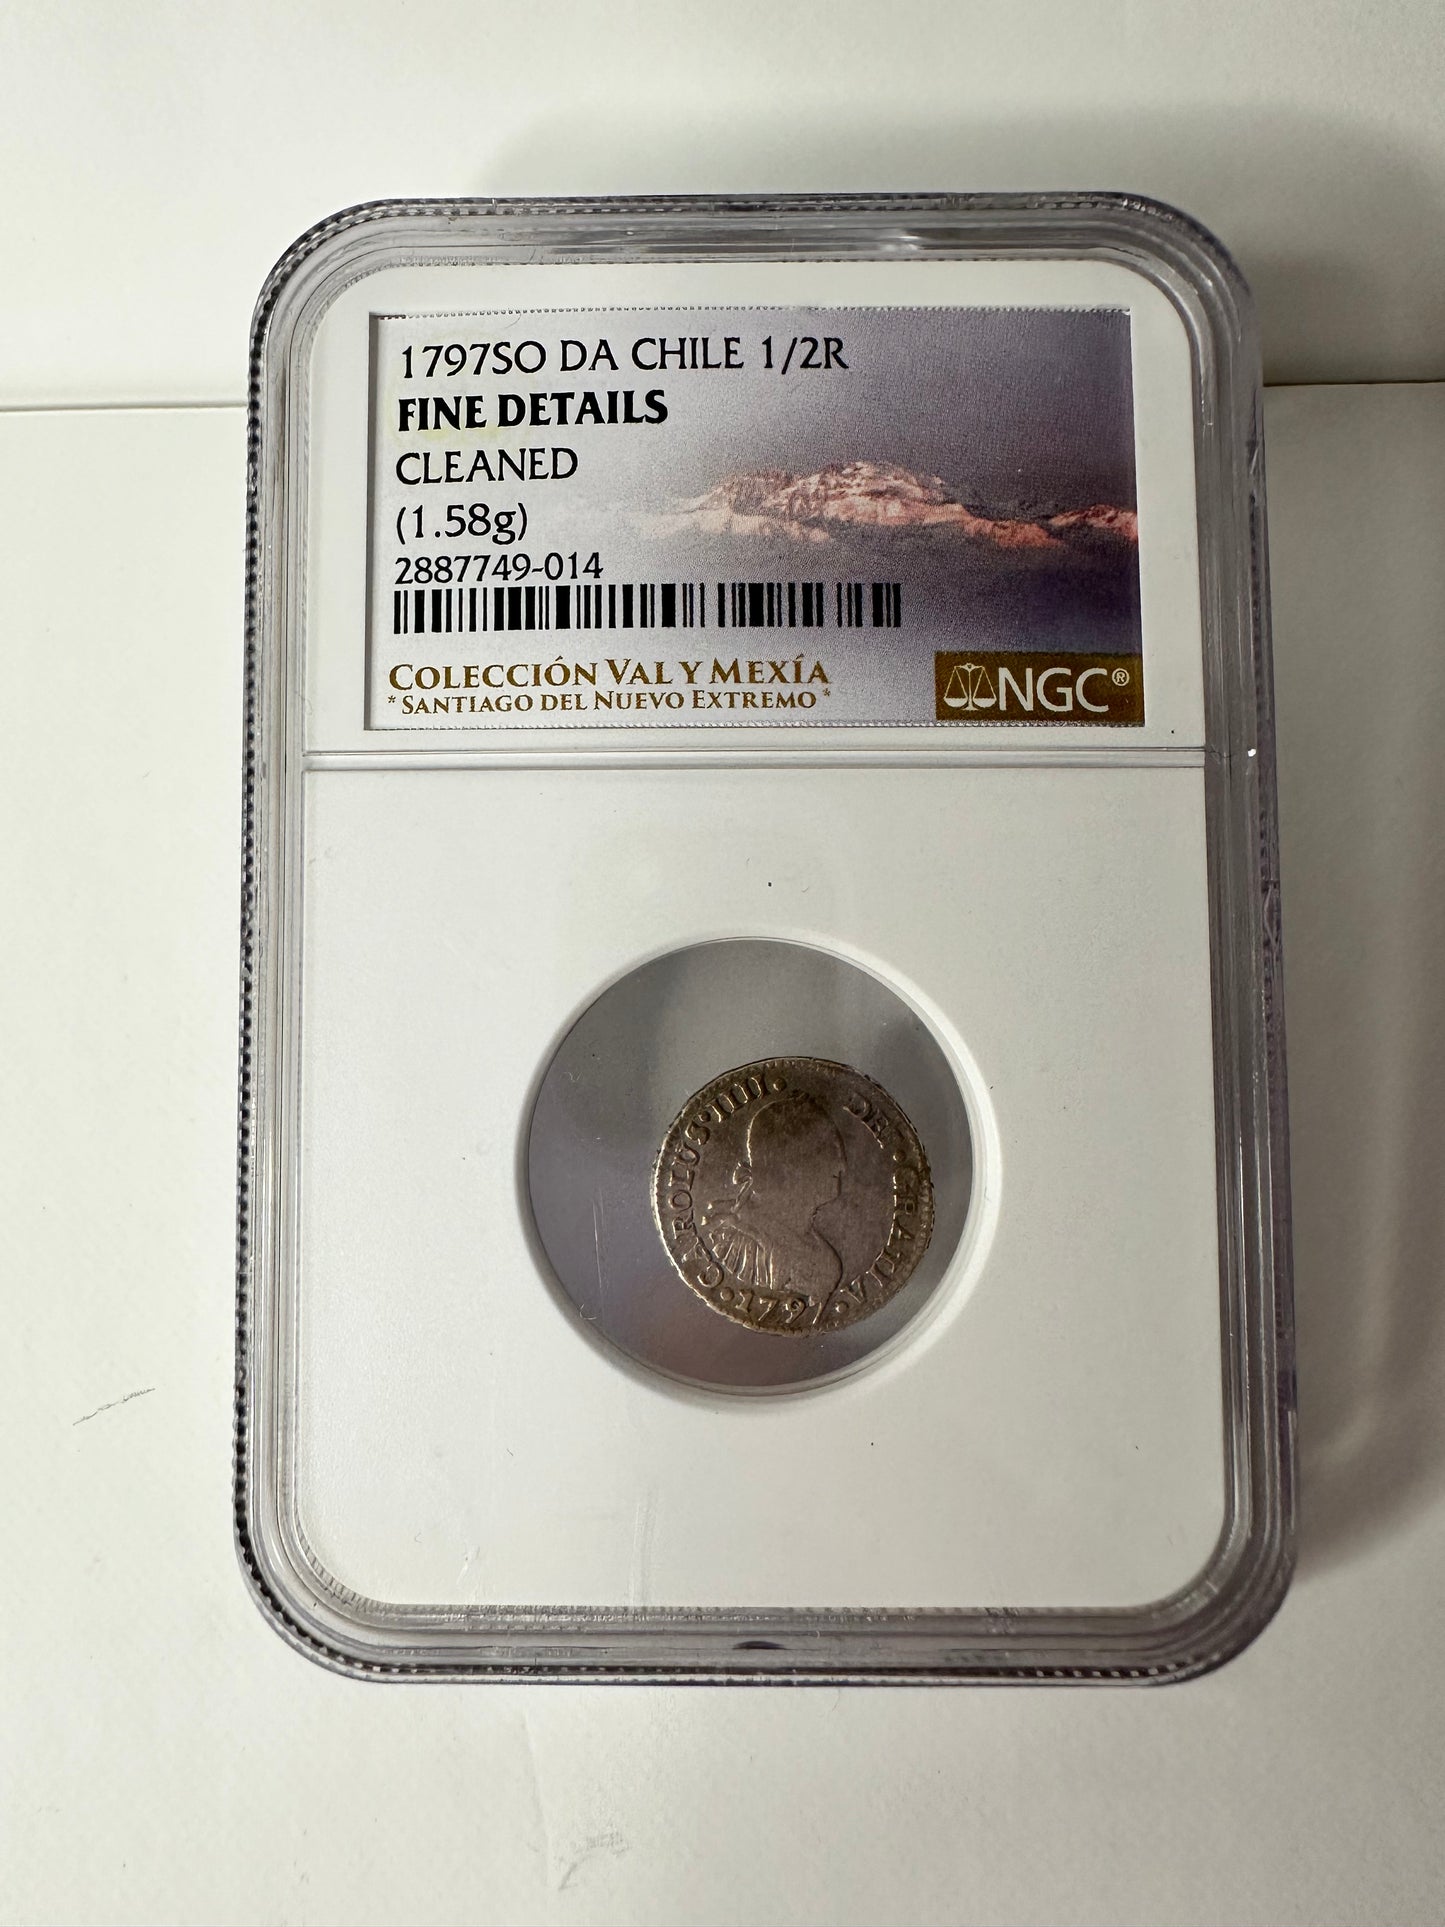 1797SO DA CHILE 1/2R
FINE DETAILS
CLEANED
(1.58g)
2887749-014
COLECCIÓN VAL Y MEXÍA
* SANTIAGO DEL NUEVO EXTREMO *
NGC®
CAROLUS·IIII· DEI·GRATIA·
·1797·